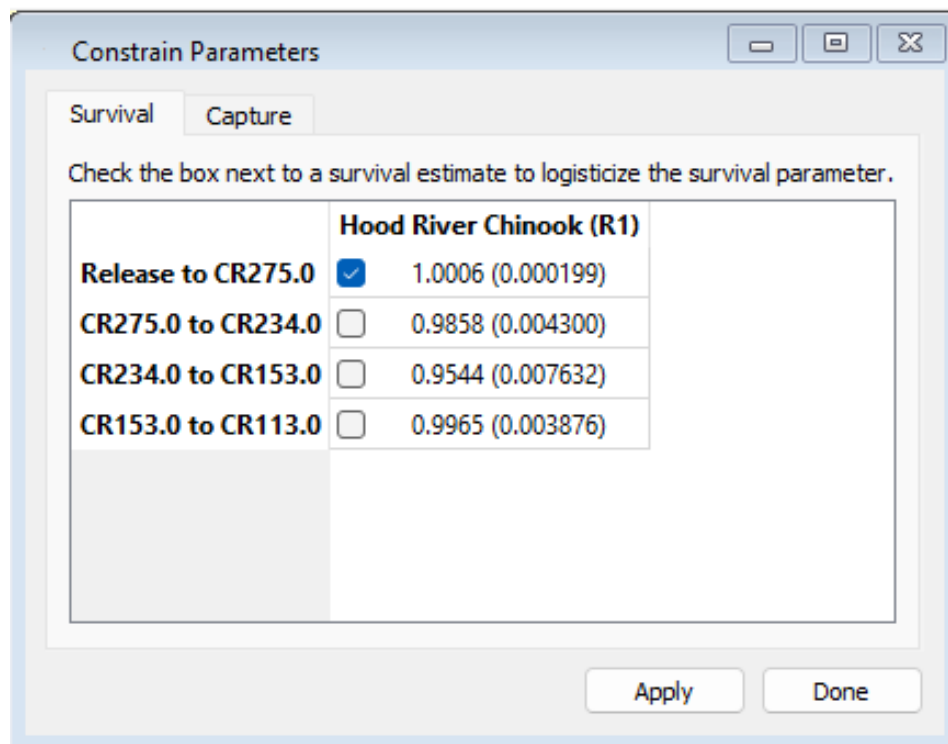 Constrain Parameters
Survival Capture
Check the box next to a survival estimate to logisticize the survival parameter.
Hood River Chinook (R1)
Release to CR275.0 1.0006 (0.000199)
CR275.0 to CR234.0 0.9858 (0.004300)
CR234.0 to CR153.0 0.9544 (0.007632)
CR153.0 to CR113.0 0.9965 (0.003876)
Apply Done